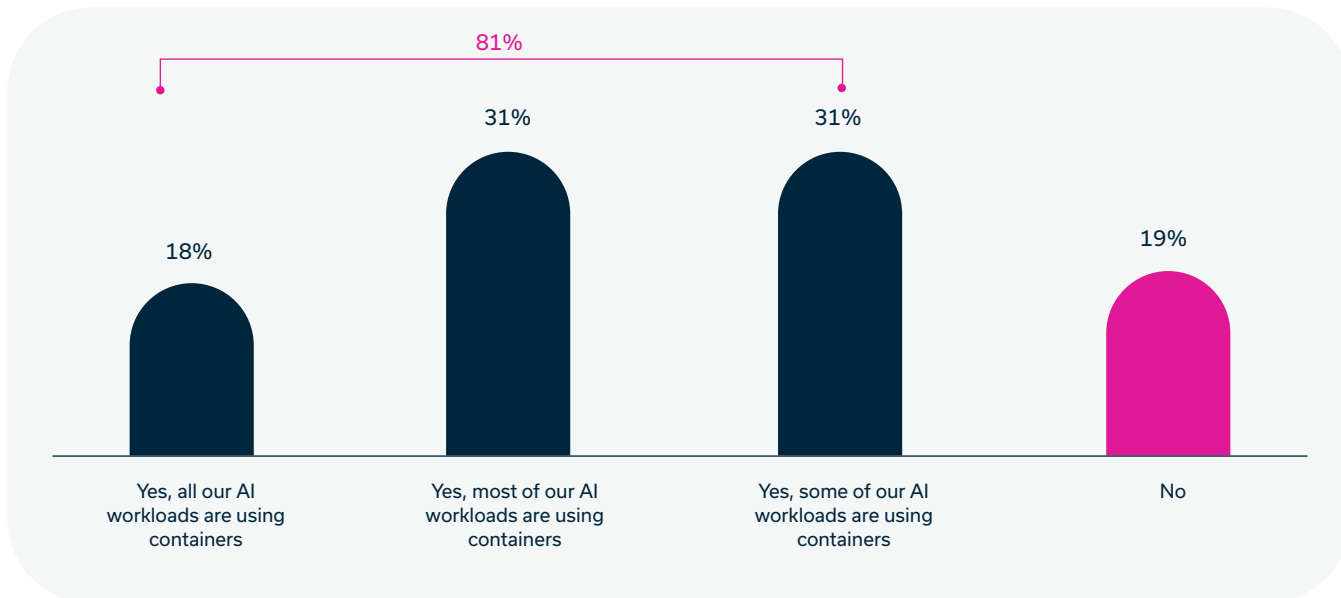 81%
18%
31%
31%
19%
Yes, all our AI
workloads are using
containers
Yes, most of our AI
workloads are using
containers
Yes, some of our AI
workloads are using
containers
No